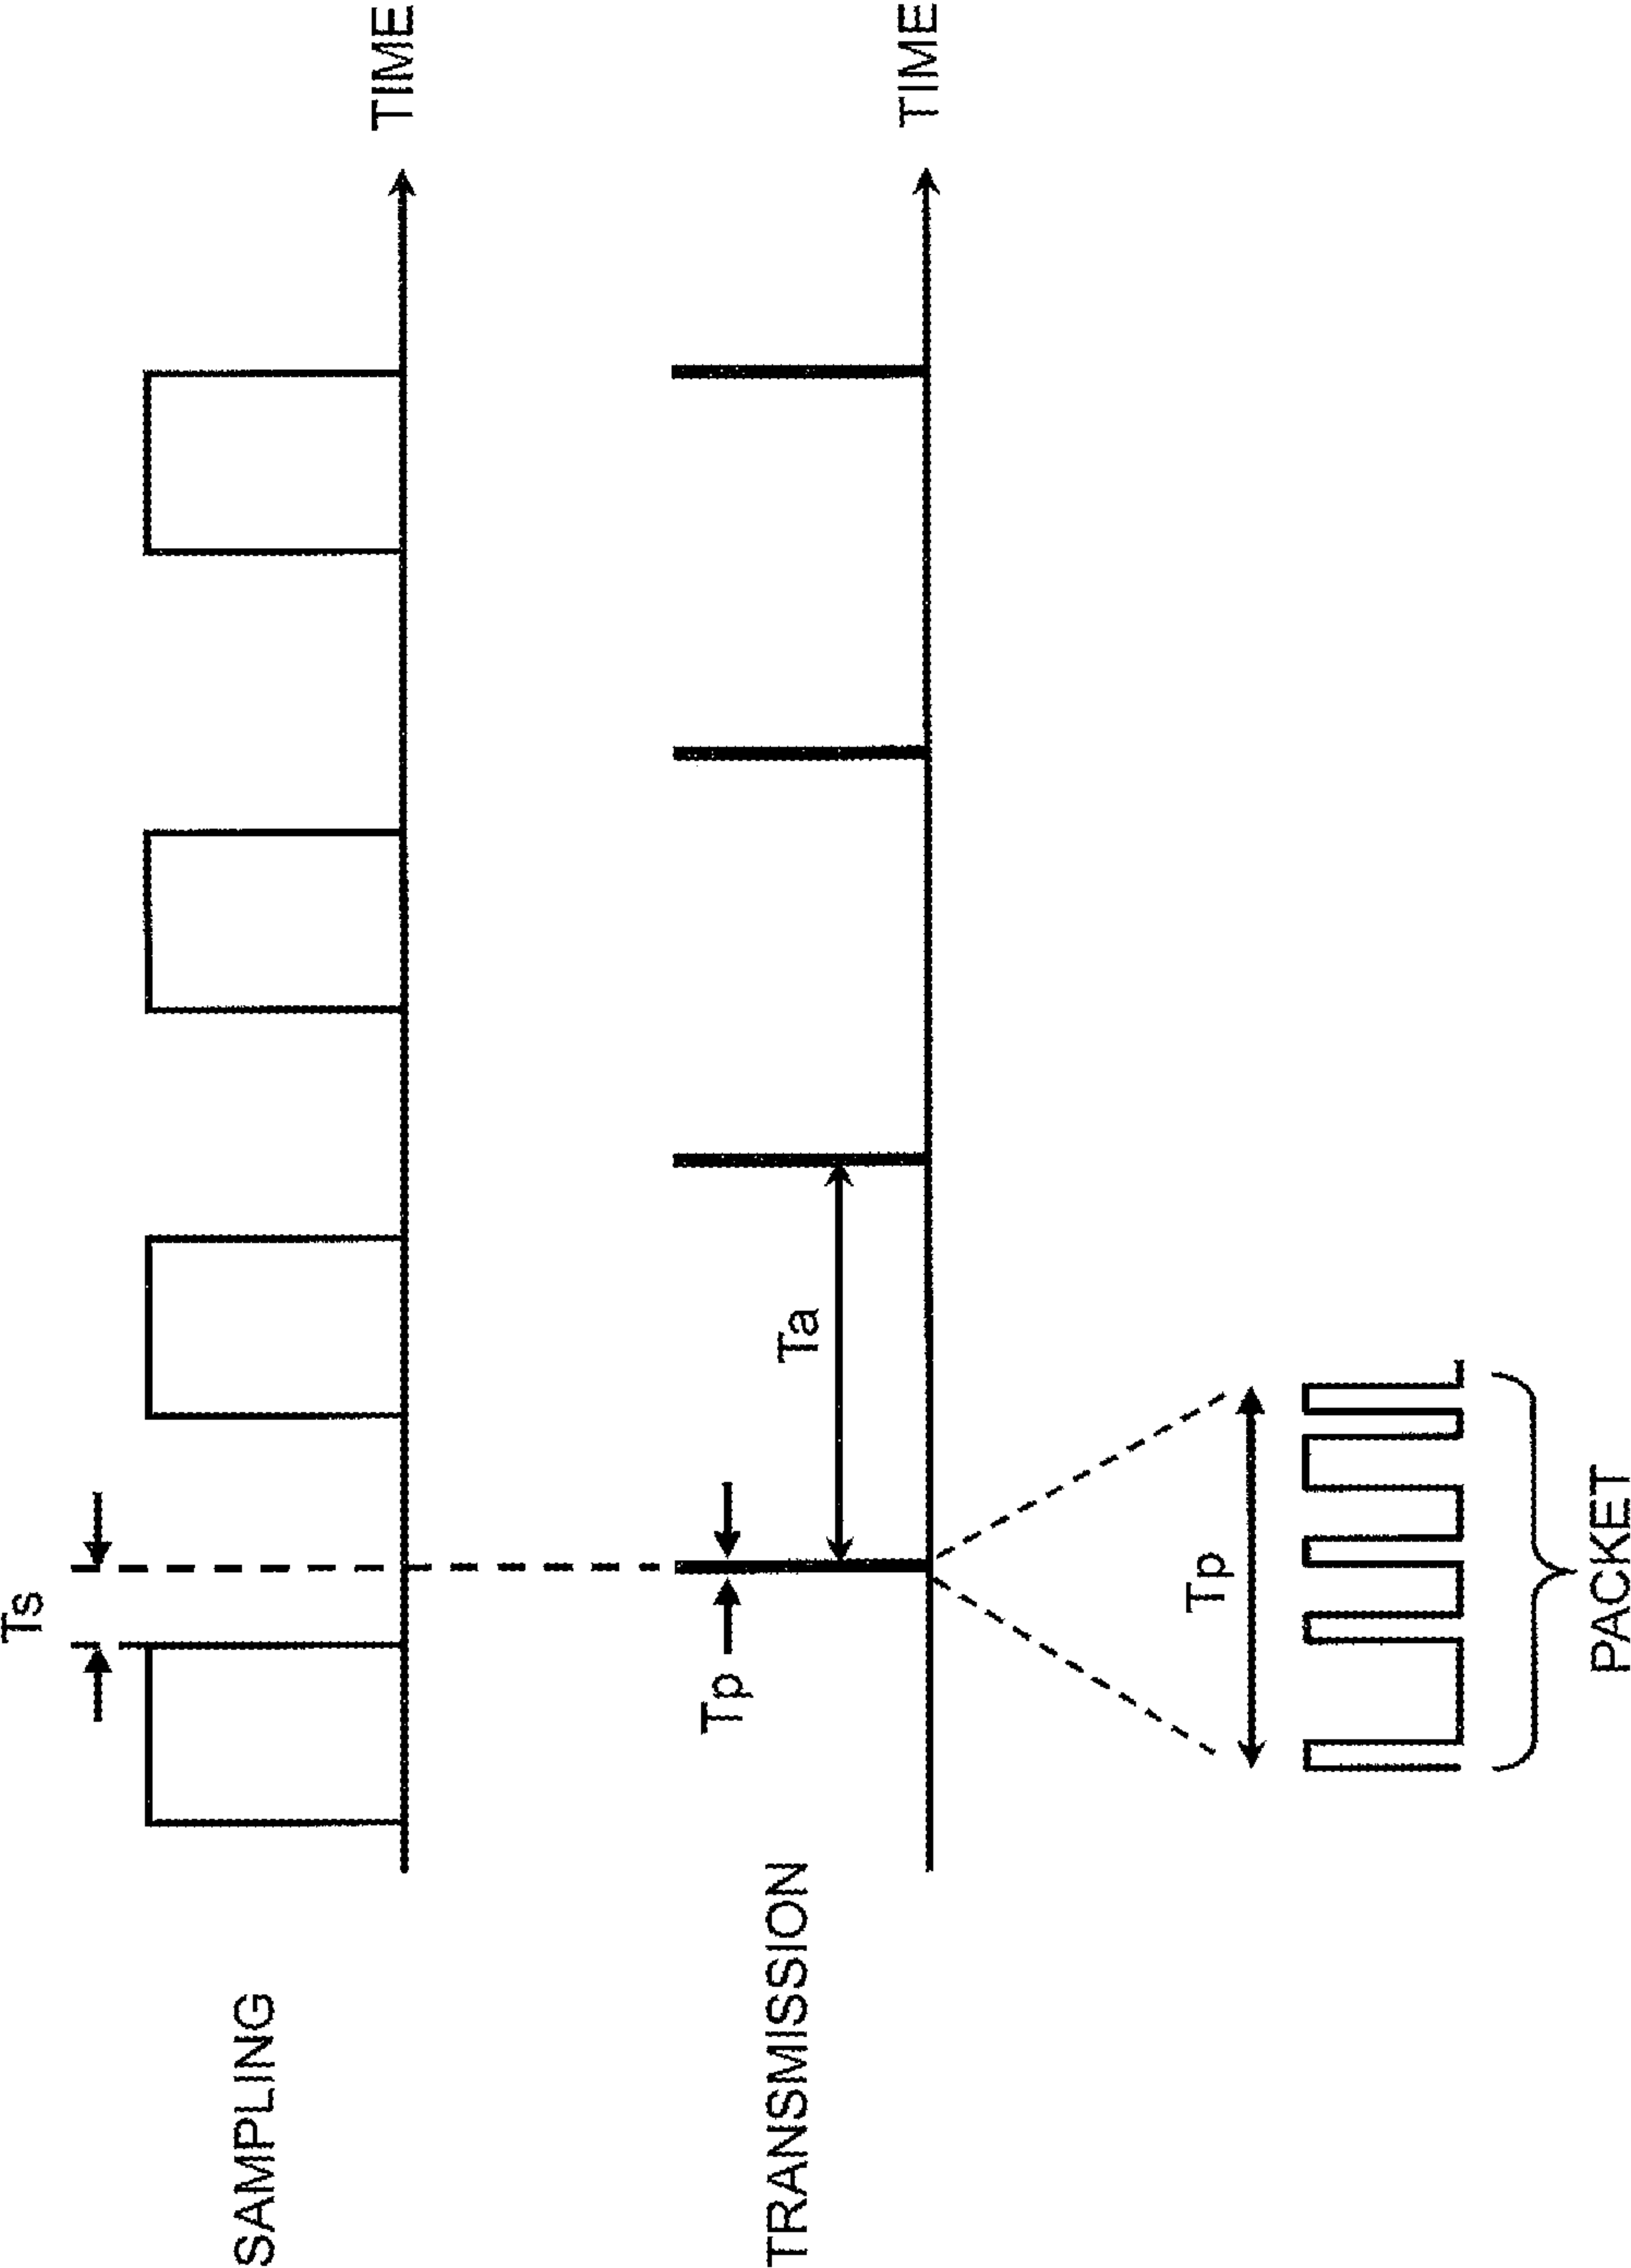 Ts
SAMPLING
TIME
Tp
Ta
TRANSMISSION
TIME
Tp
PACKET